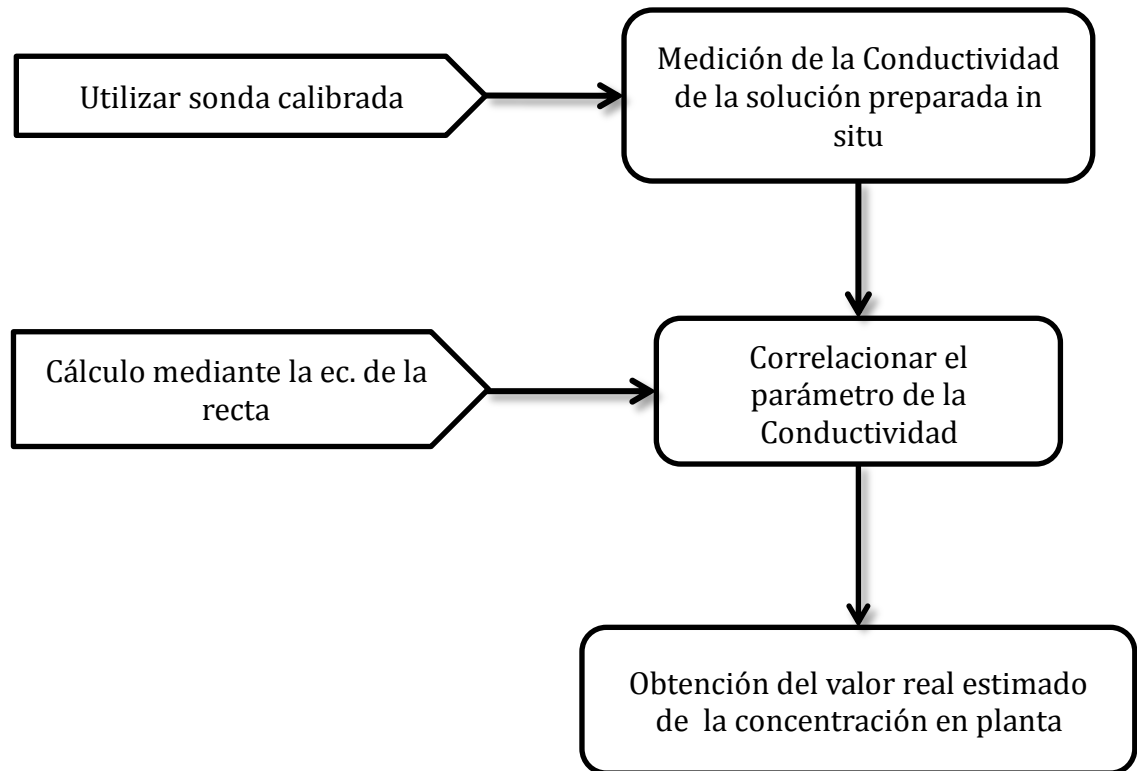 Utilizar sonda calibrada
Medición de la Conductividad
de la solución preparada in
situ
Cálculo mediante la ec. de la
recta
Correlacionar el
parámetro de la
Conductividad
Obtención del valor real estimado
de  la concentración en planta